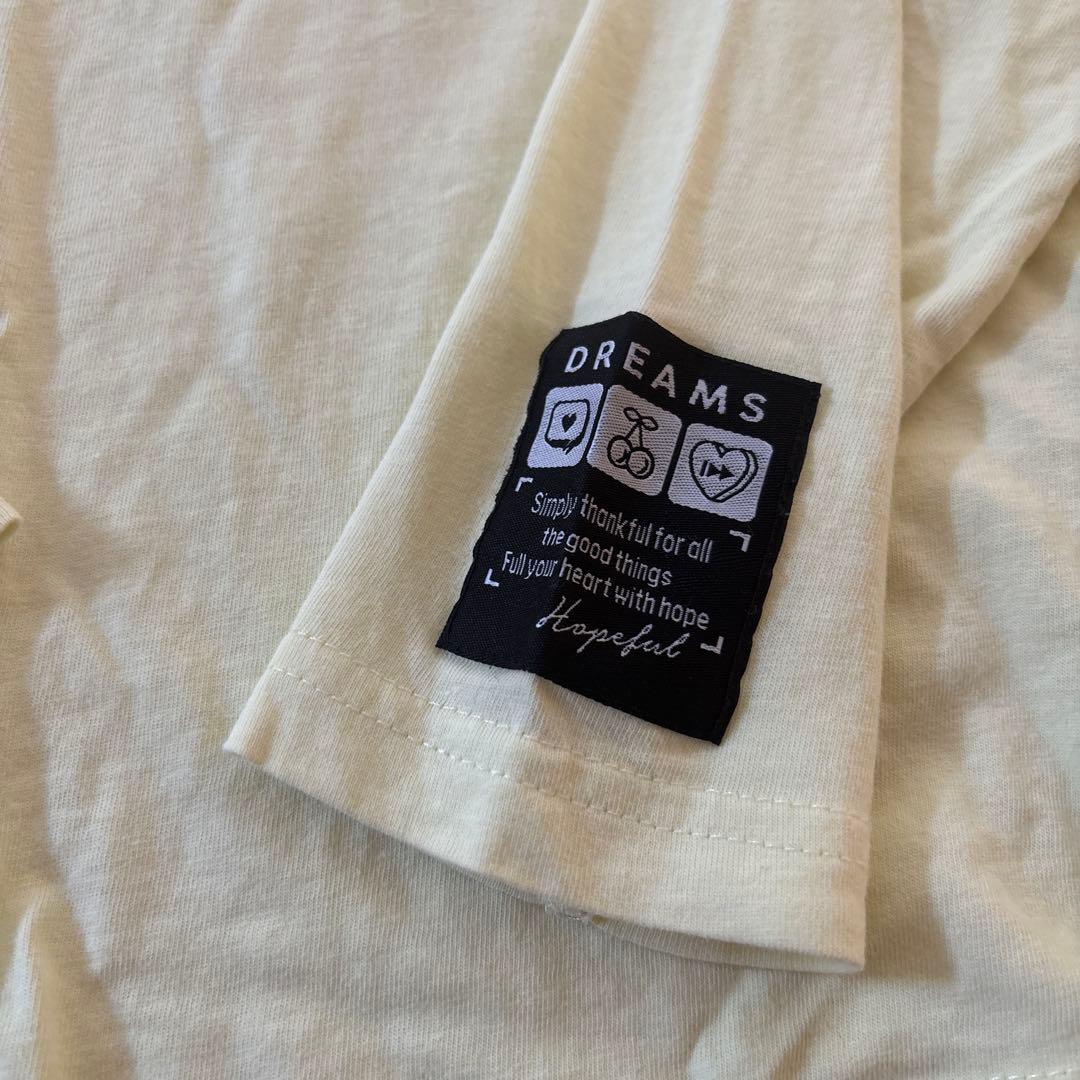 DREAMS
Simply thankful for all
the good things
Full your heart with hope
Hopeful